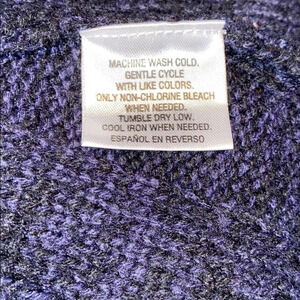 MACHINE WASH COLD.
GENTLE CYCLE
WITH LIKE COLORS.
ONLY NON-CHLORINE BLEACH
WHEN NEEDED.
TUMBLE DRY LOW.
COOL IRON WHEN NEEDED.
ESPAÑOL EN REVERSO